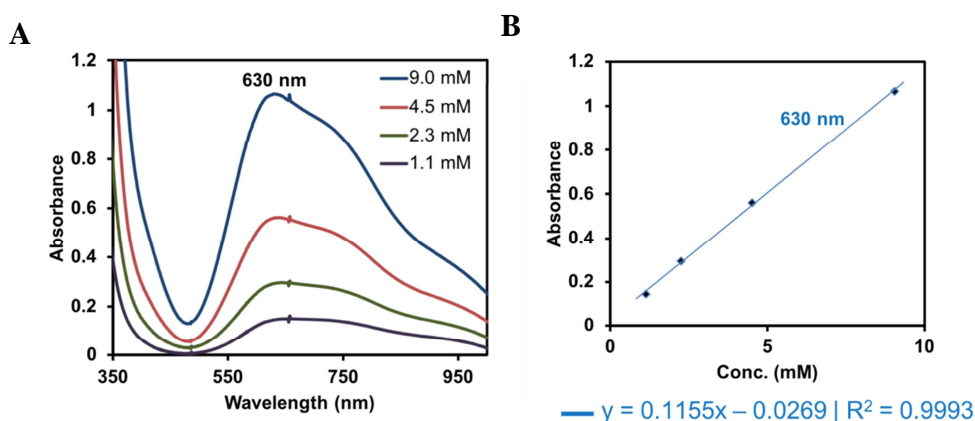 A
1.2
1
0.8
0.6
0.4
0.2
0
Absorbance
630 nm
9.0 mM
4.5 mM
2.3 mM
1.1 mM
350
550
750
950
Wavelength (nm)
B
1.2
1
0.8
0.6
0.4
0.2
0
Absorbance
630 nm
0
5
10
Conc. (mM)
y = 0.1155x – 0.0269 | R² = 0.9993